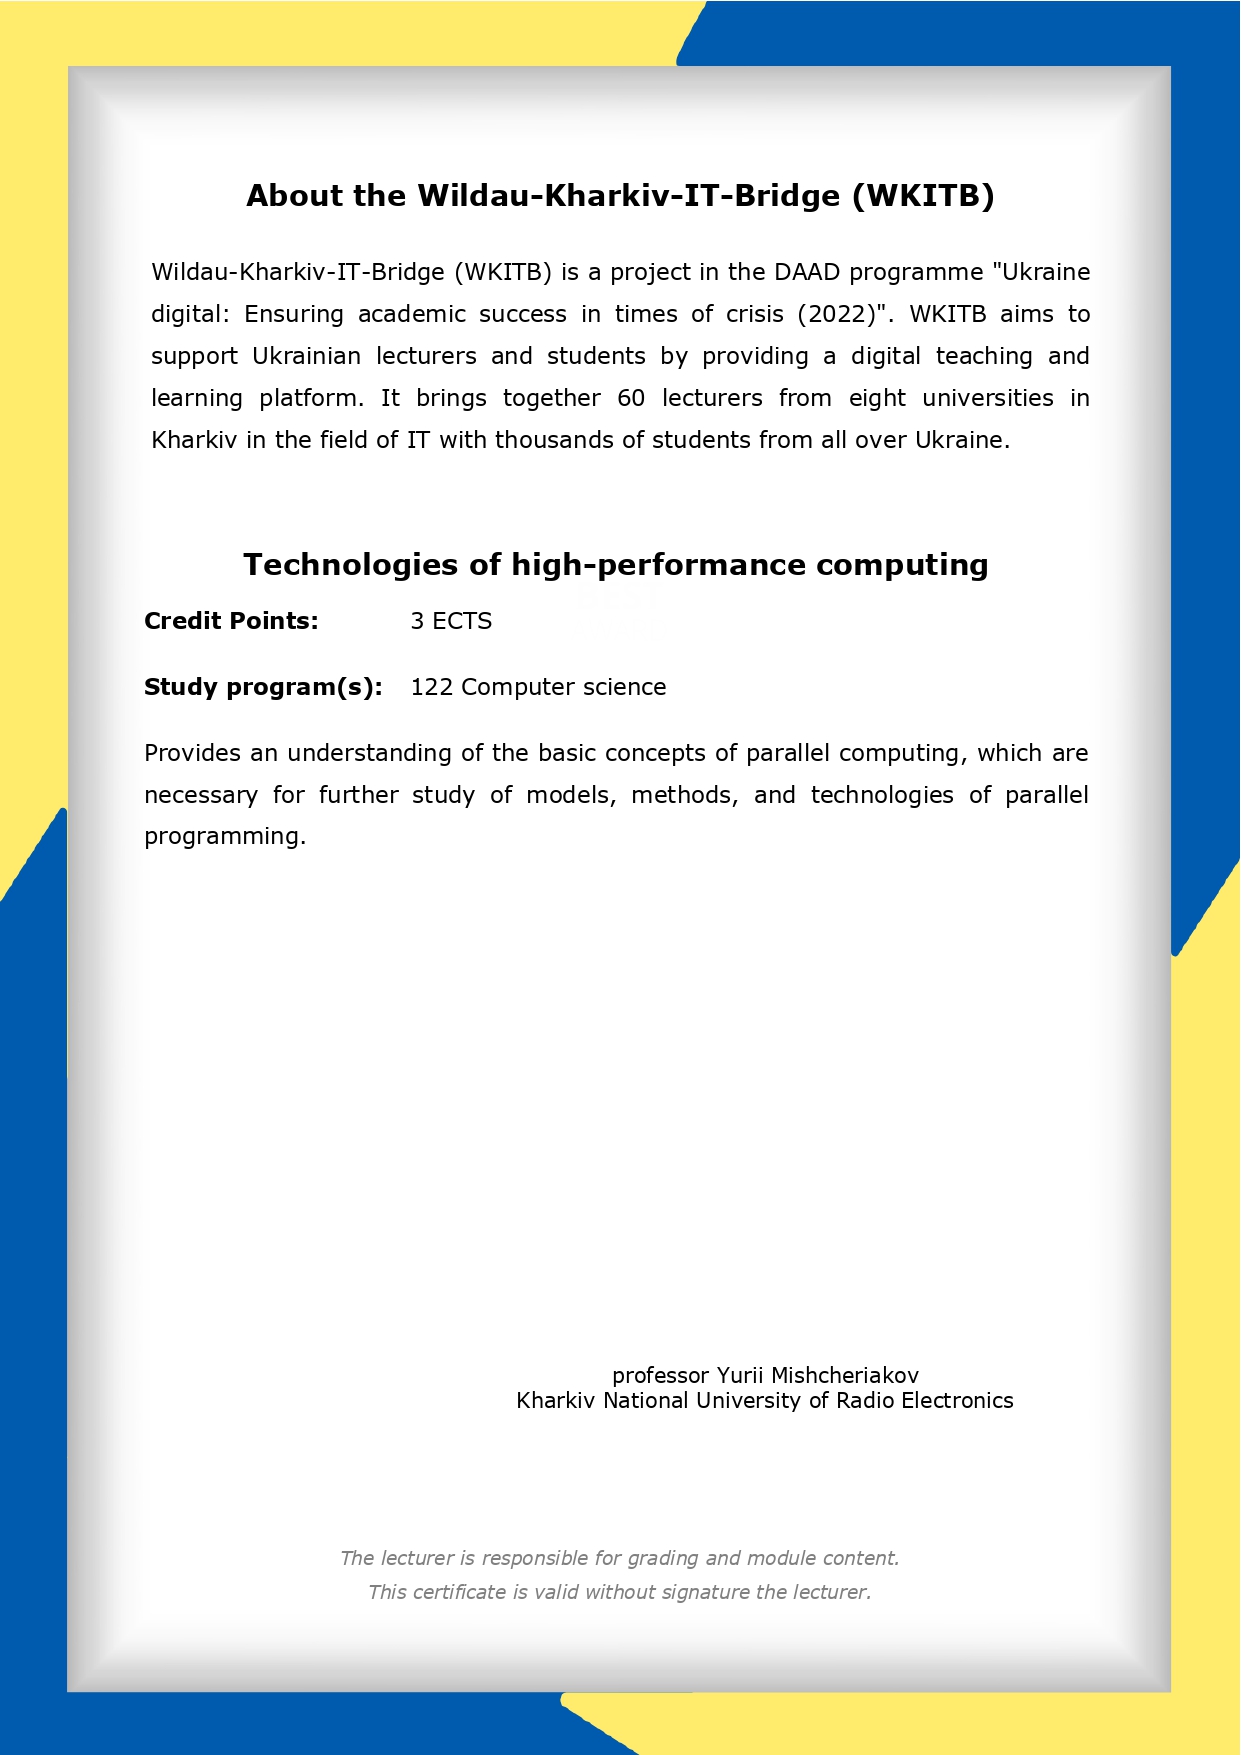 About the Wildau-Kharkiv-IT-Bridge (WKITB)
Wildau-Kharkiv-IT-Bridge (WKITB) is a project in the DAAD programme "Ukraine
digital: Ensuring academic success in times of crisis (2022)". WKITB aims to
support Ukrainian lecturers and students by providing a digital teaching and
learning platform. It brings together 60 lecturers from eight universities in
Kharkiv in the field of IT with thousands of students from all over Ukraine.
Technologies of high-performance computing
Credit Points: 3 ECTS
Study program(s): 122 Computer science
Provides an understanding of the basic concepts of parallel computing, which are
necessary for further study of models, methods, and technologies of parallel
programming.
professor Yurii Mishcheriakov
Kharkiv National University of Radio Electronics
The lecturer is responsible for grading and module content.
This certificate is valid without signature the lecturer.